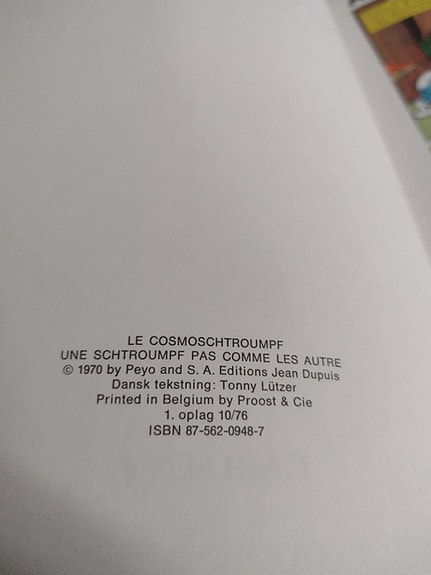 LE COSMOSCHTROUMPF
UNE SCHTROUMPF PAS COMME LES AUTRE
© 1970 by Peyo and S. A. Editions Jean Dupuis
Dansk tekstning: Tonny Lützer
Printed in Belgium by Proost & Cie
1. oplag 10/76
ISBN 87-562-0948-7